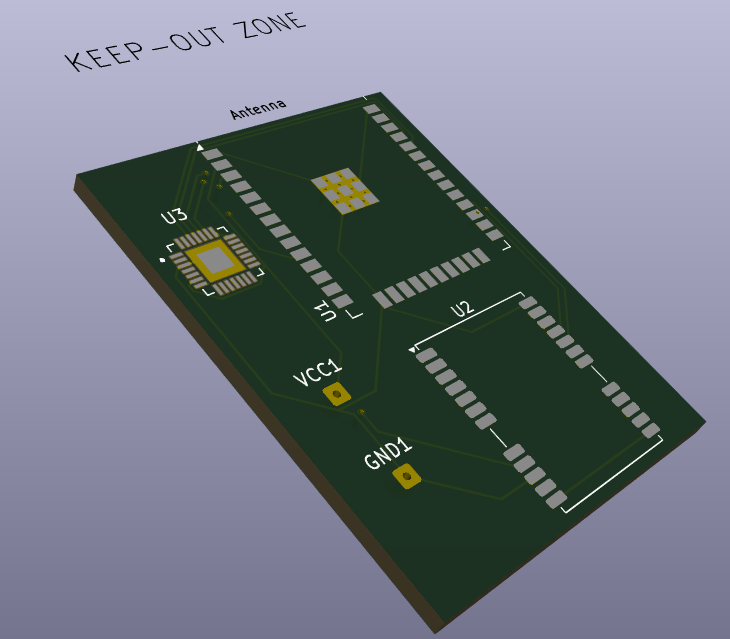 KEEP-OUT ZONE
Antenna
U3
U1
U2
VCC1
GND1